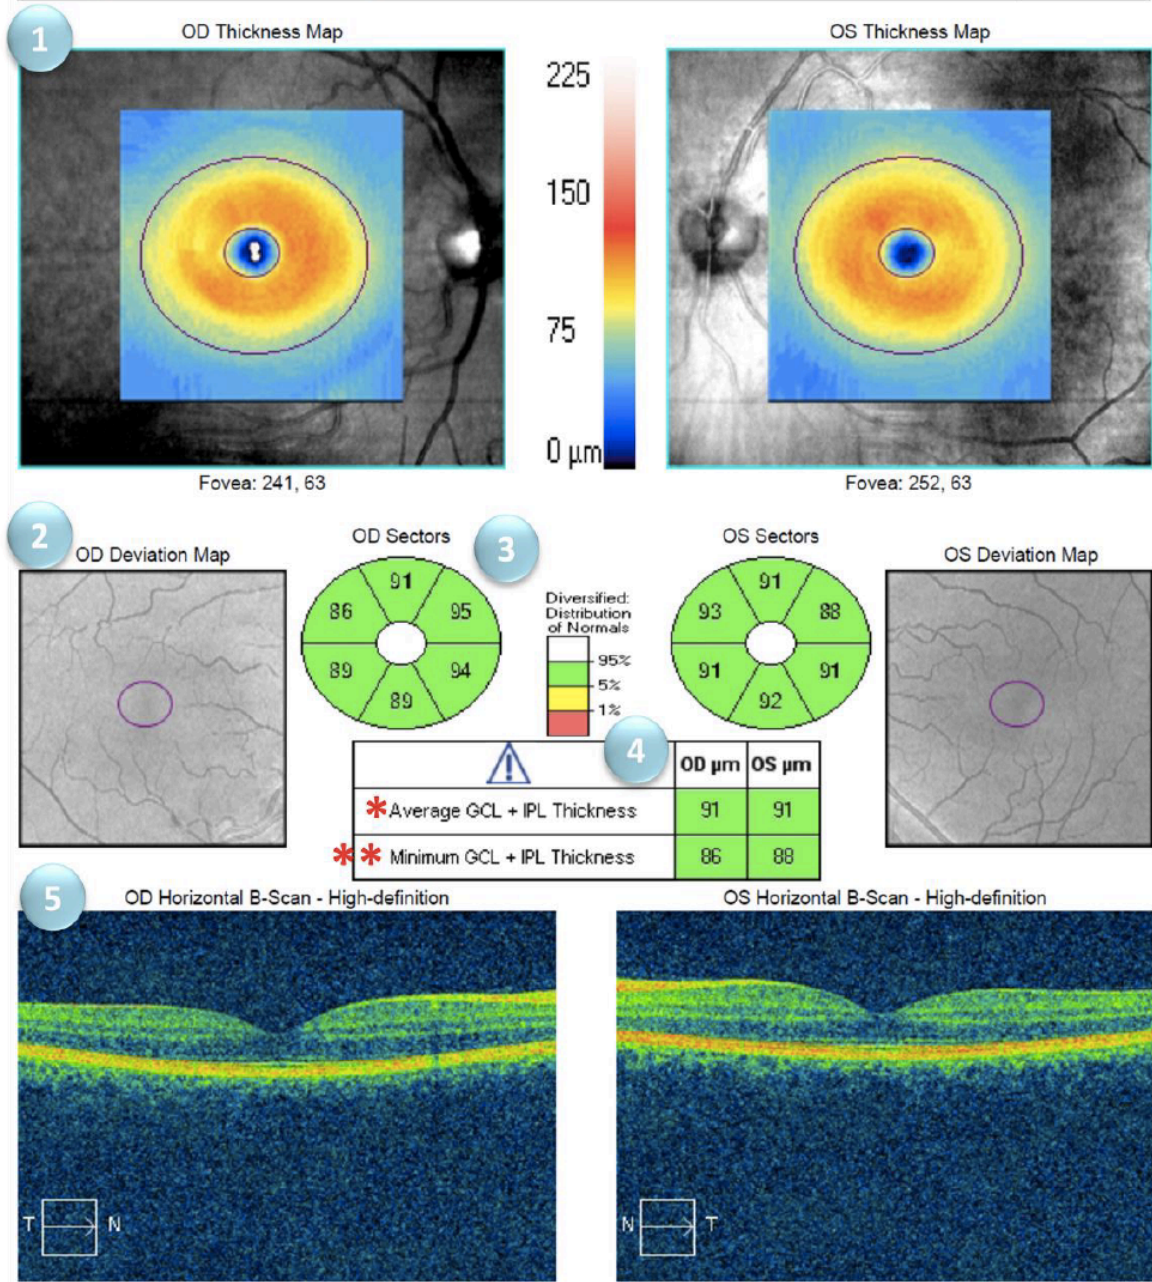 1
OD Thickness Map
OS Thickness Map
225
150
75
0 µm
Fovea: 241, 63
Fovea: 252, 63
2
OD Deviation Map
OD Sectors
3
OS Sectors
OS Deviation Map
91
86
95
89
94
89
Diversified:
Distribution
of Normals
95%
5%
1%
91
93
88
91
91
92
4
OD µm OS µm
*Average GCL + IPL Thickness 91 91
** Minimum GCL + IPL Thickness 86 88
5
OD Horizontal B-Scan - High-definition
OS Horizontal B-Scan - High-definition
T N
N T